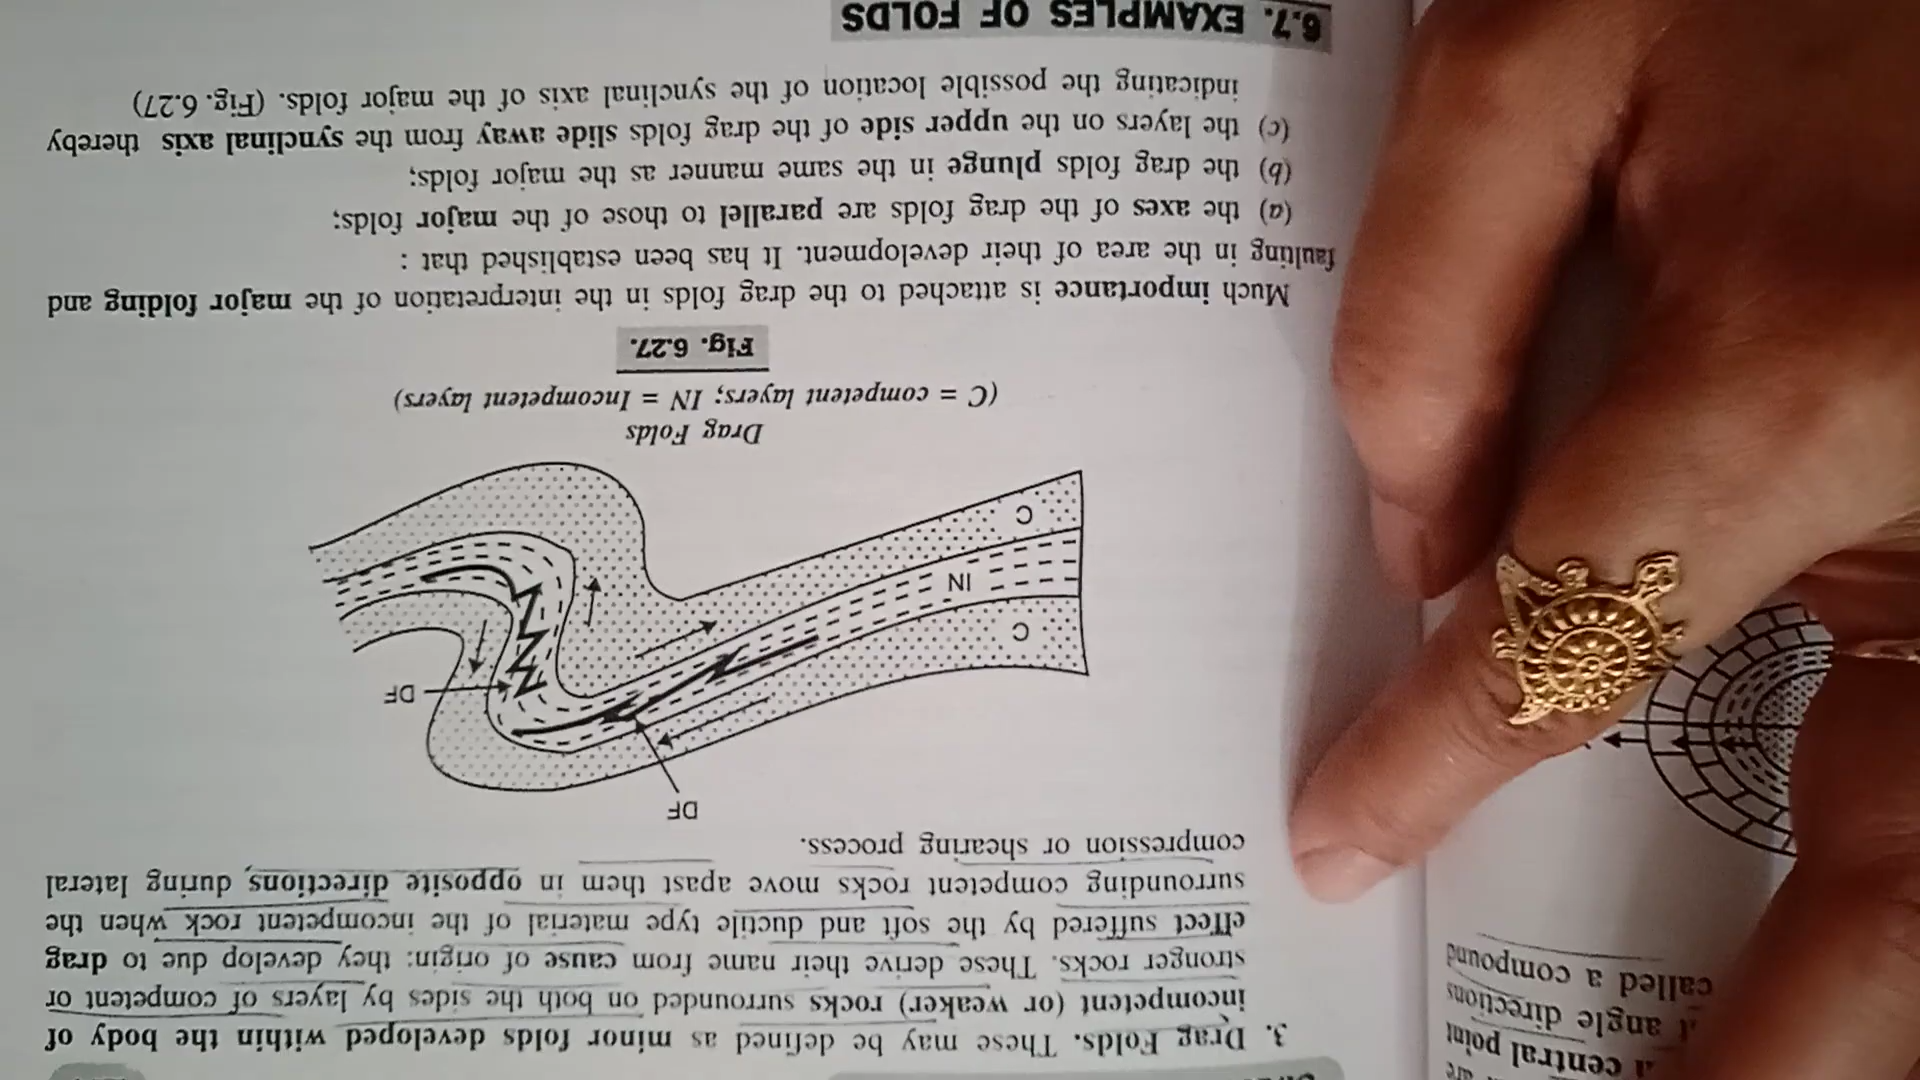 3. Drag Folds. These may be defined as minor folds developed within the body of
incompetent (or weaker) rocks surrounded on both the sides by layers of competent or
stronger rocks. These derive their name from cause of origin: they develop due to drag
effect suffered by the soft and ductile type material of the incompetent rock when the
surrounding competent rocks move apast them in opposite directions, during lateral
compression or shearing process.
DF
DF
C
IN
C
Drag Folds
(C = competent layers; IN = Incompetent layers)
Fig. 6.27.
Much importance is attached to the drag folds in the interpretation of the major folding and
faulting in the area of their development. It has been established that :
(a) the axes of the drag folds are parallel to those of the major folds;
(b) the drag folds plunge in the same manner as the major folds;
(c) the layers on the upper side of the drag folds slide away from the synclinal axis thereby
indicating the possible location of the synclinal axis of the major folds. (Fig. 6.27)
6.7. EXAMPLES OF FOLDS
central point
angle directions
called a compound